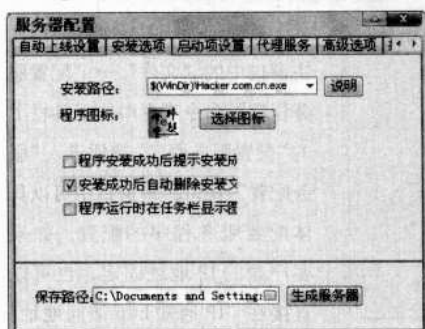 服务器配置
自动上线设置 安装选项 启动项设置 代理服务 高级选项
安装路径: $(WinDir)\Hacker.com.cn.exe 说明
程序图标: 选择图标
程序安装成功后提示安装成
安装成功后自动删除安装文
程序运行时在任务栏显示图
保存路径: C:\Documents and Setting: 生成服务器